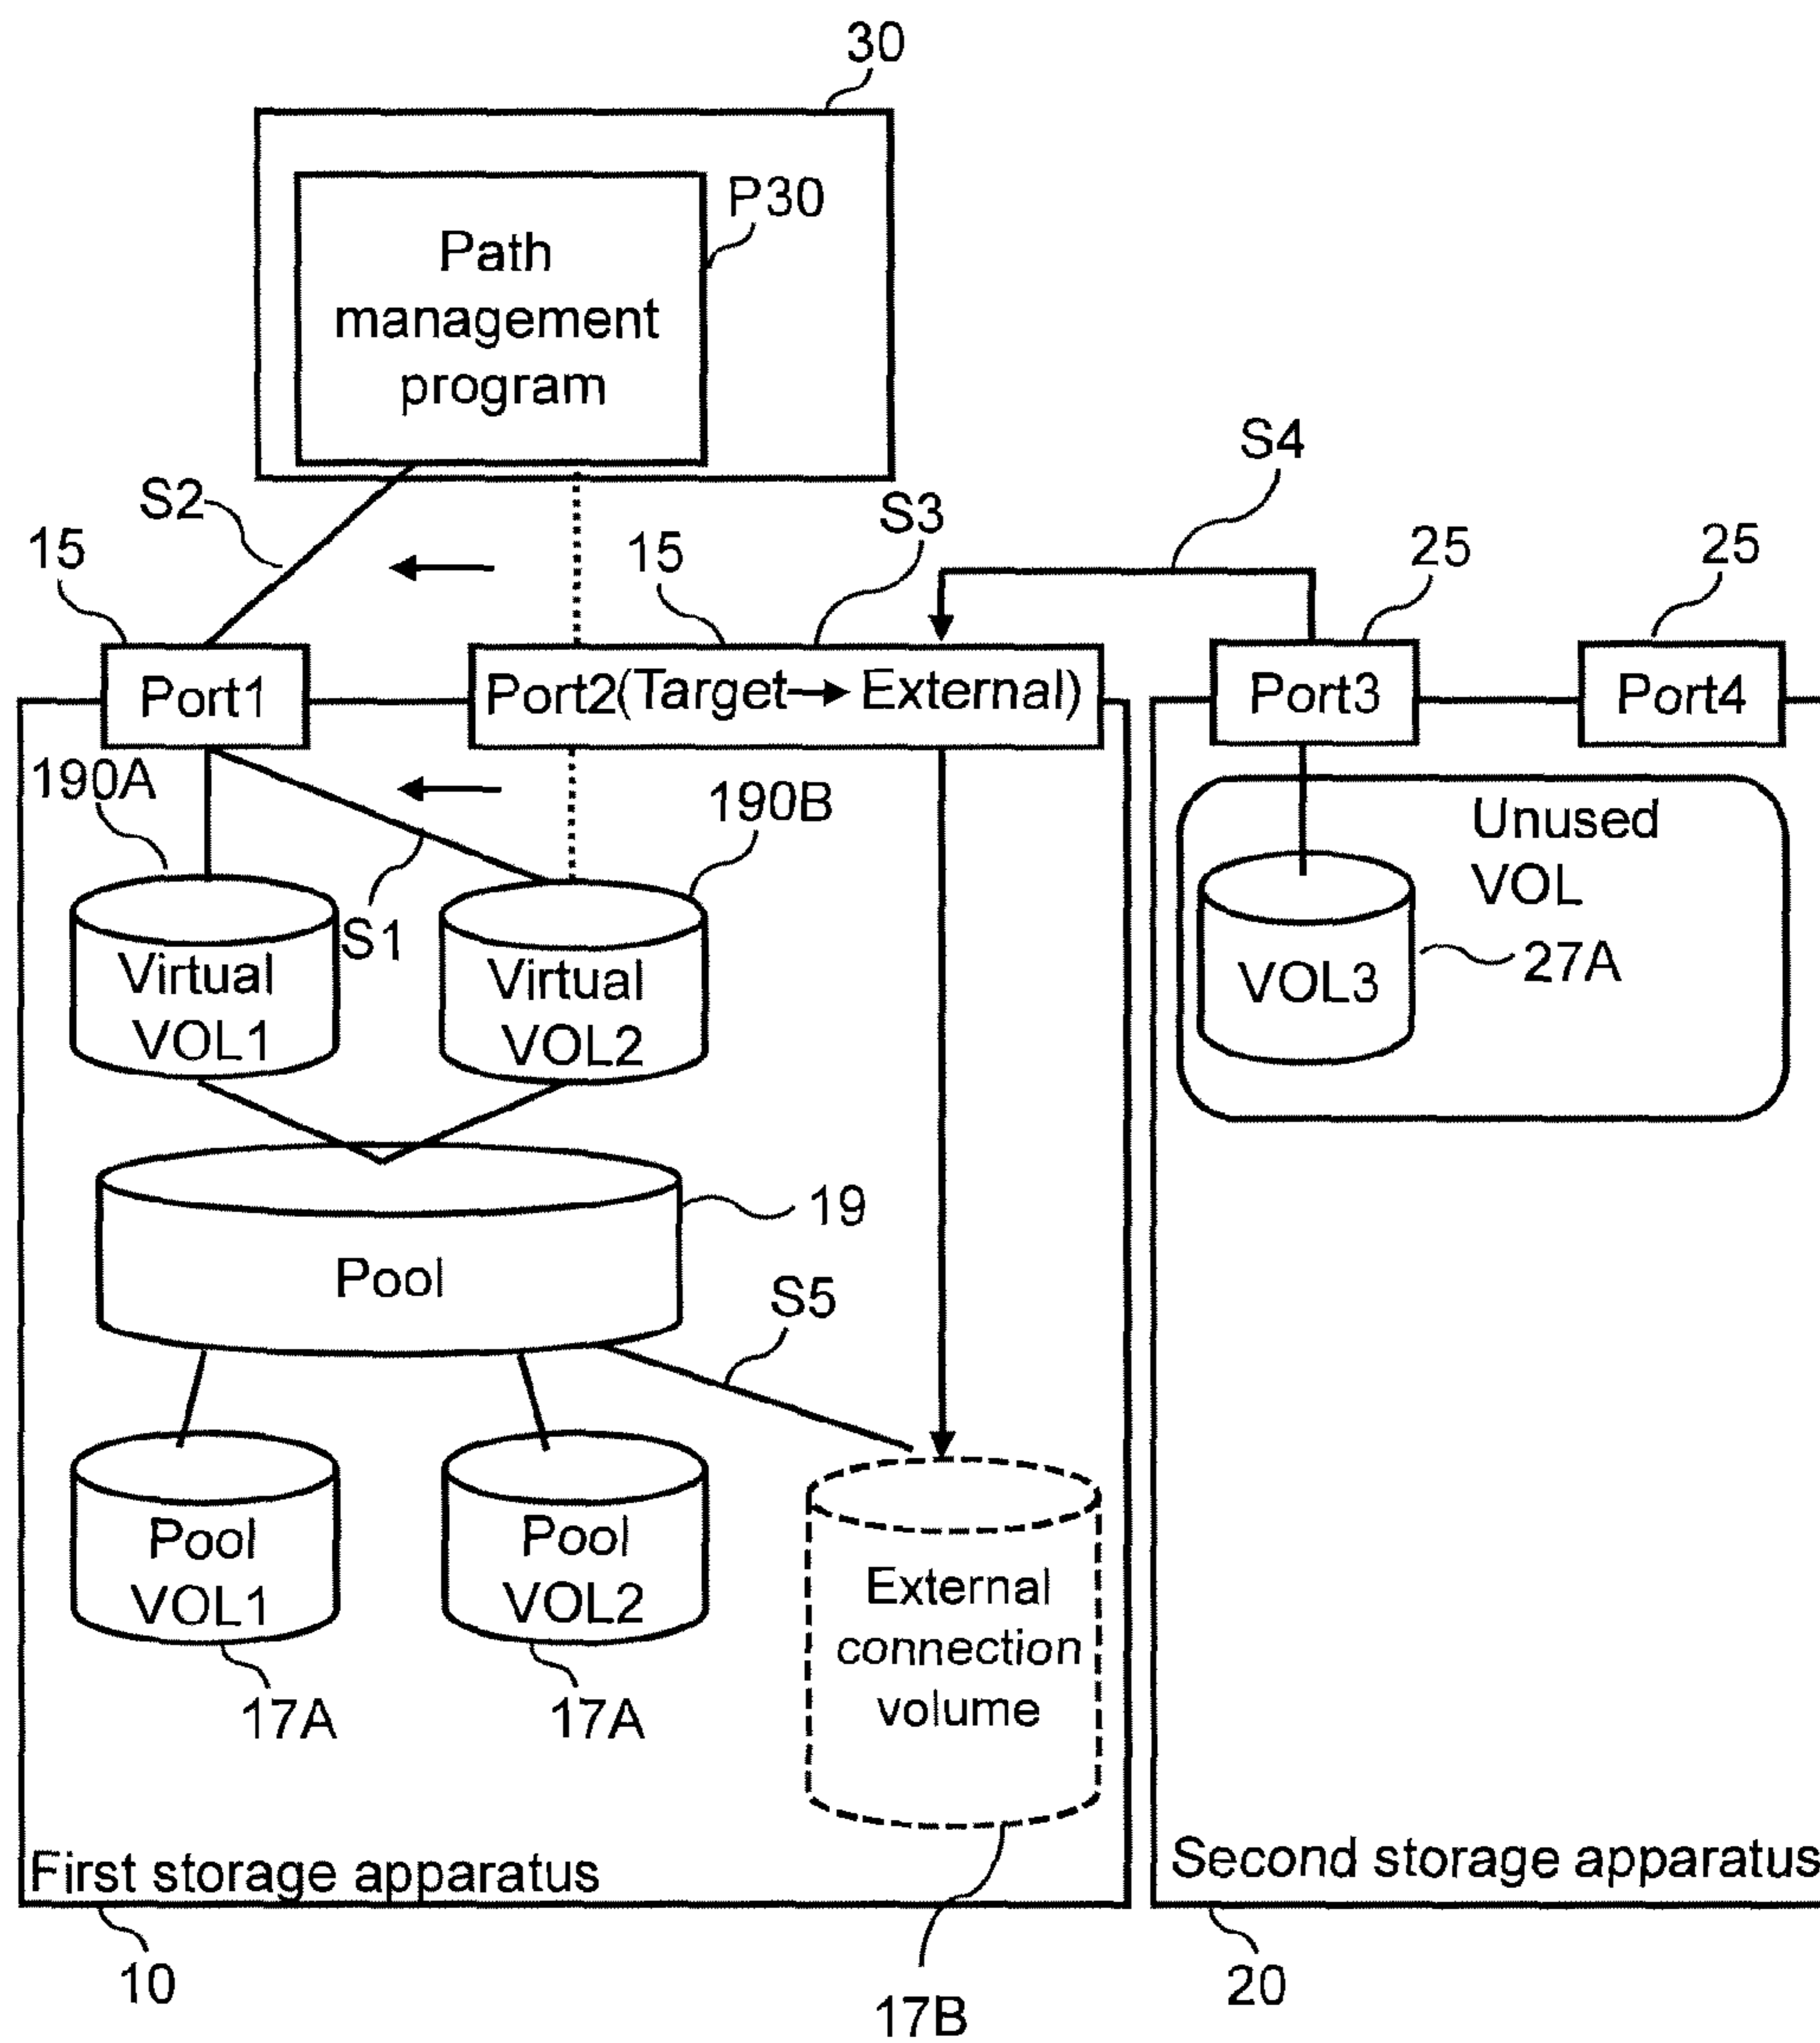 30
P30
Path
management
program
S4
S2
S3
15
15
25
25
Port1
Port2(Target→ External)
Port3
Port4
190A
190B
Unused
VOL
S1
Virtual
VOL1
Virtual
VOL2
VOL3
27A
19
Pool
S5
Pool
VOL1
Pool
VOL2
External
connection
volume
17A
17A
First storage apparatus
Second storage apparatus
10
17B
20